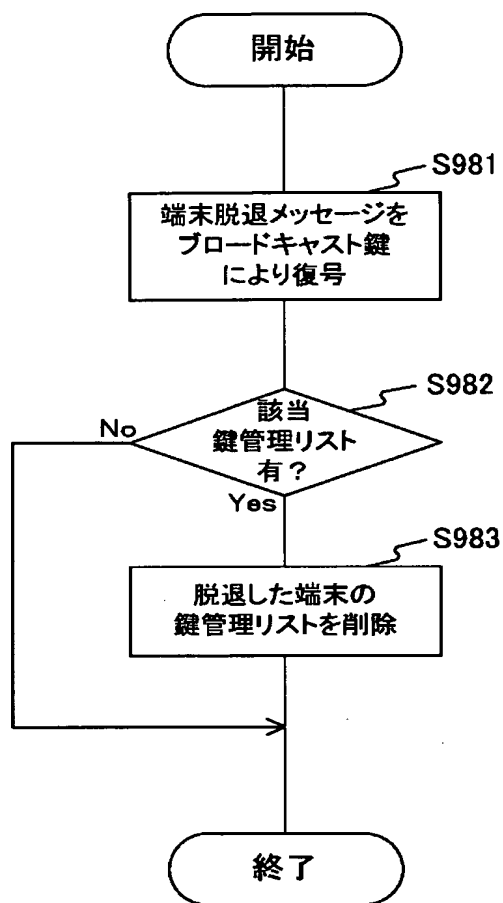 開始
S981
端末脱退メッセージを
ブロードキャスト鍵
により復号
S982
該当
鍵管理リスト
有？
No
Yes
S983
脱退した端末の
鍵管理リストを削除
終了